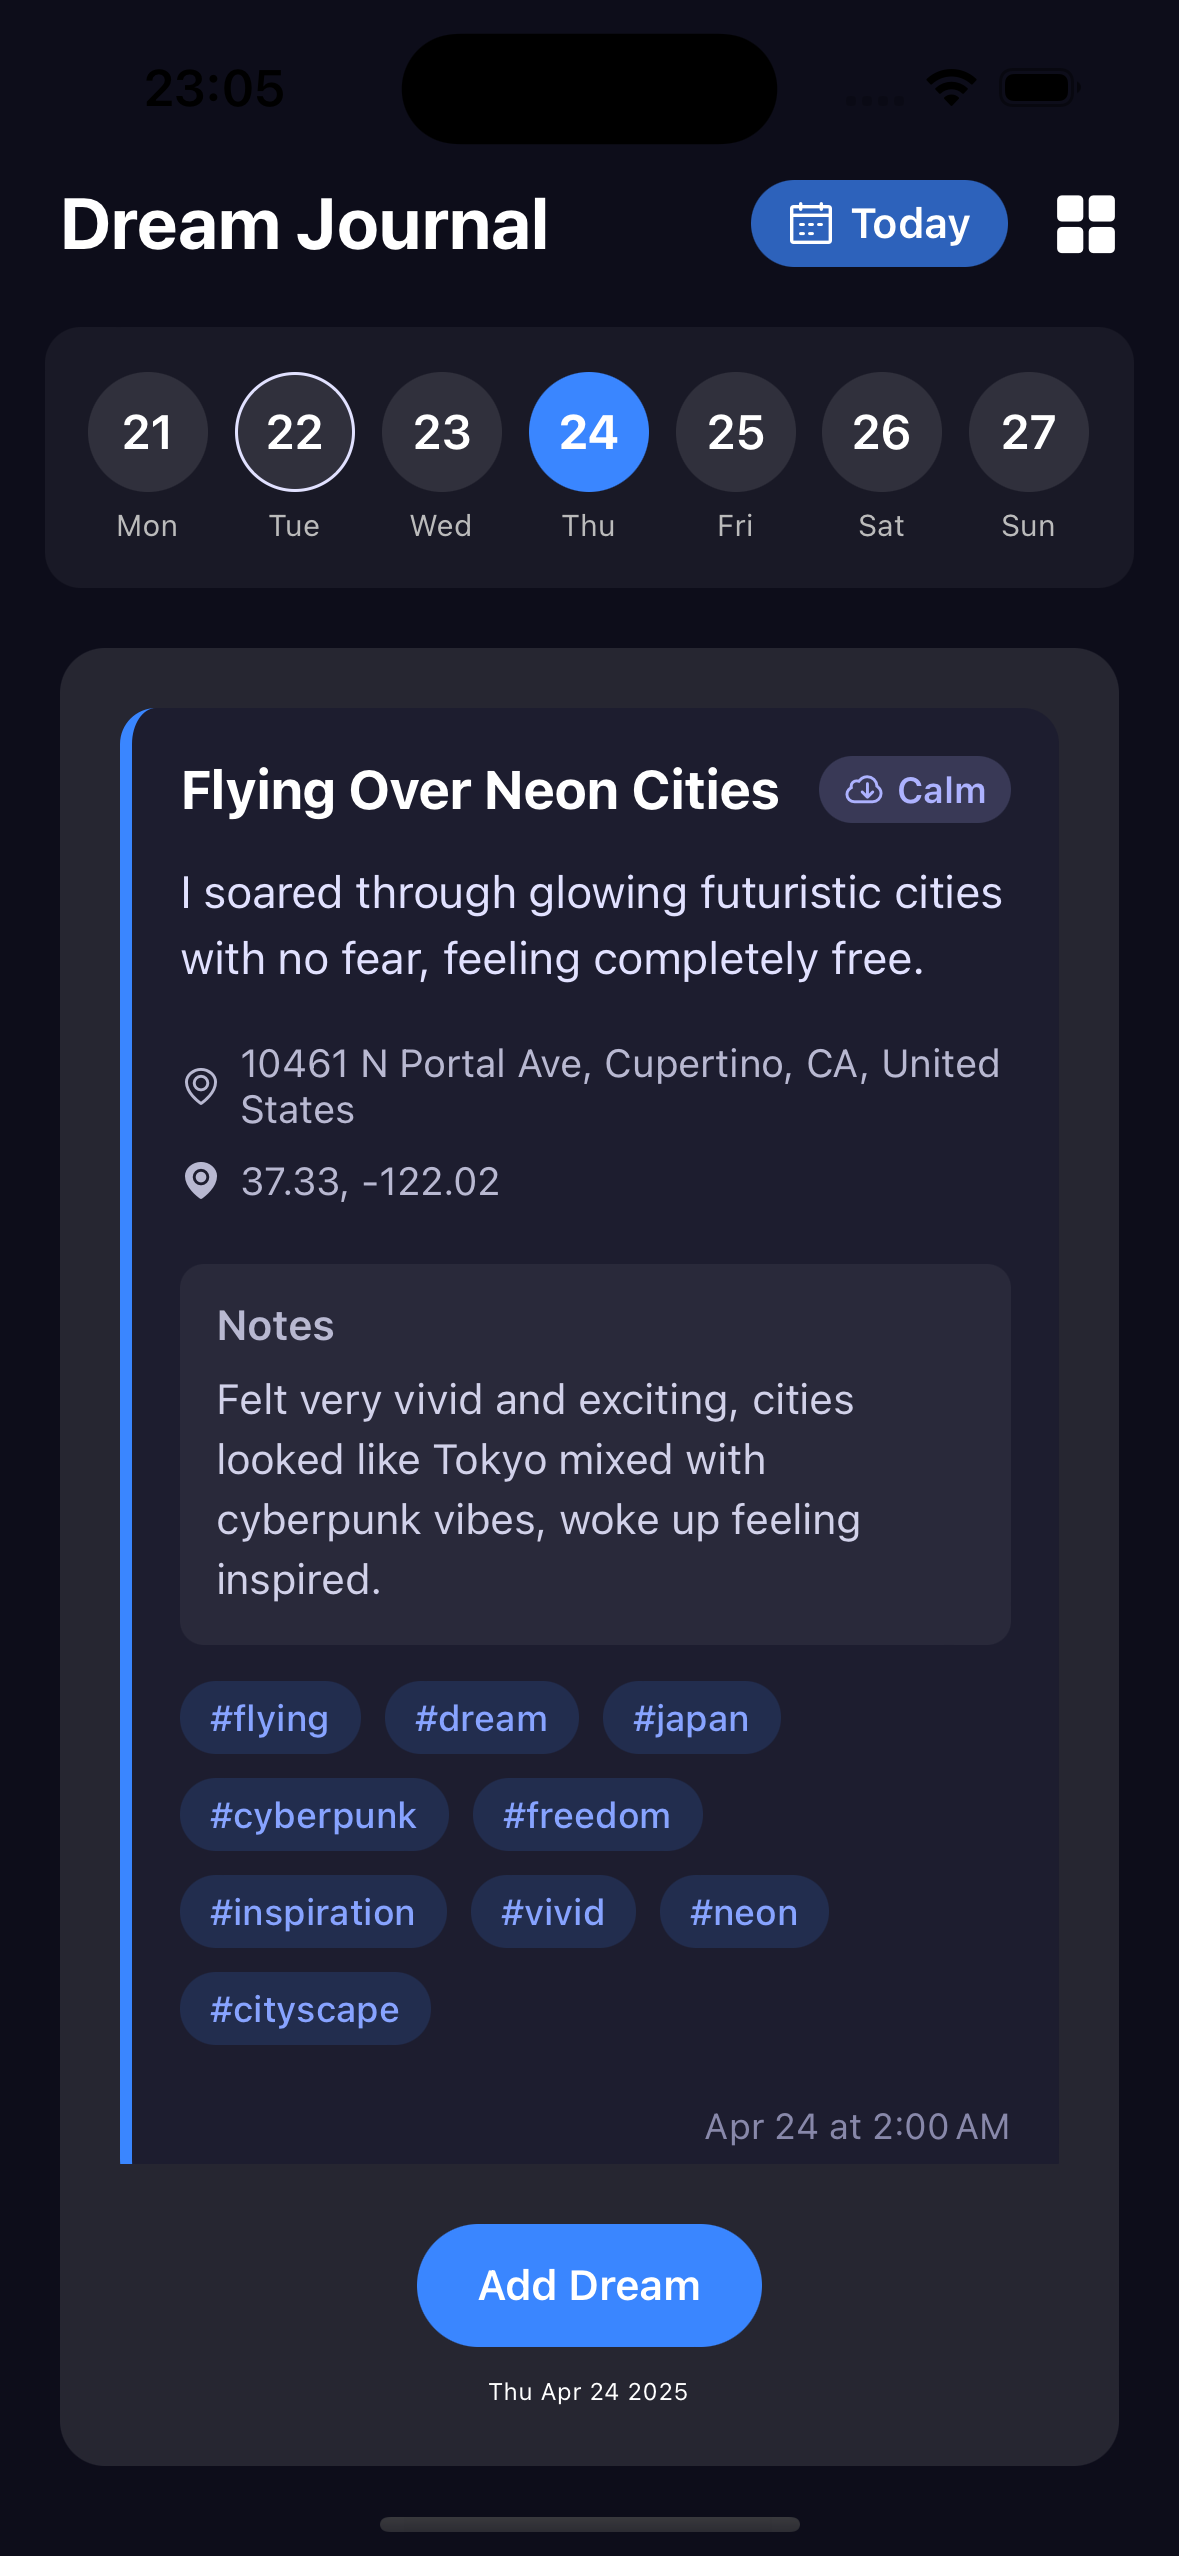 23:05
Dream Journal
Today
21 22 23 24 25 26 27
Mon Tue Wed Thu Fri Sat Sun
Flying Over Neon Cities
Calm
I soared through glowing futuristic cities
with no fear, feeling completely free.
10461 N Portal Ave, Cupertino, CA, United
States
37.33, -122.02
Notes
Felt very vivid and exciting, cities
looked like Tokyo mixed with
cyberpunk vibes, woke up feeling
inspired.
#flying #dream #japan
#cyberpunk #freedom
#inspiration #vivid #neon
#cityscape
Apr 24 at 2:00 AM
Add Dream
Thu Apr 24 2025